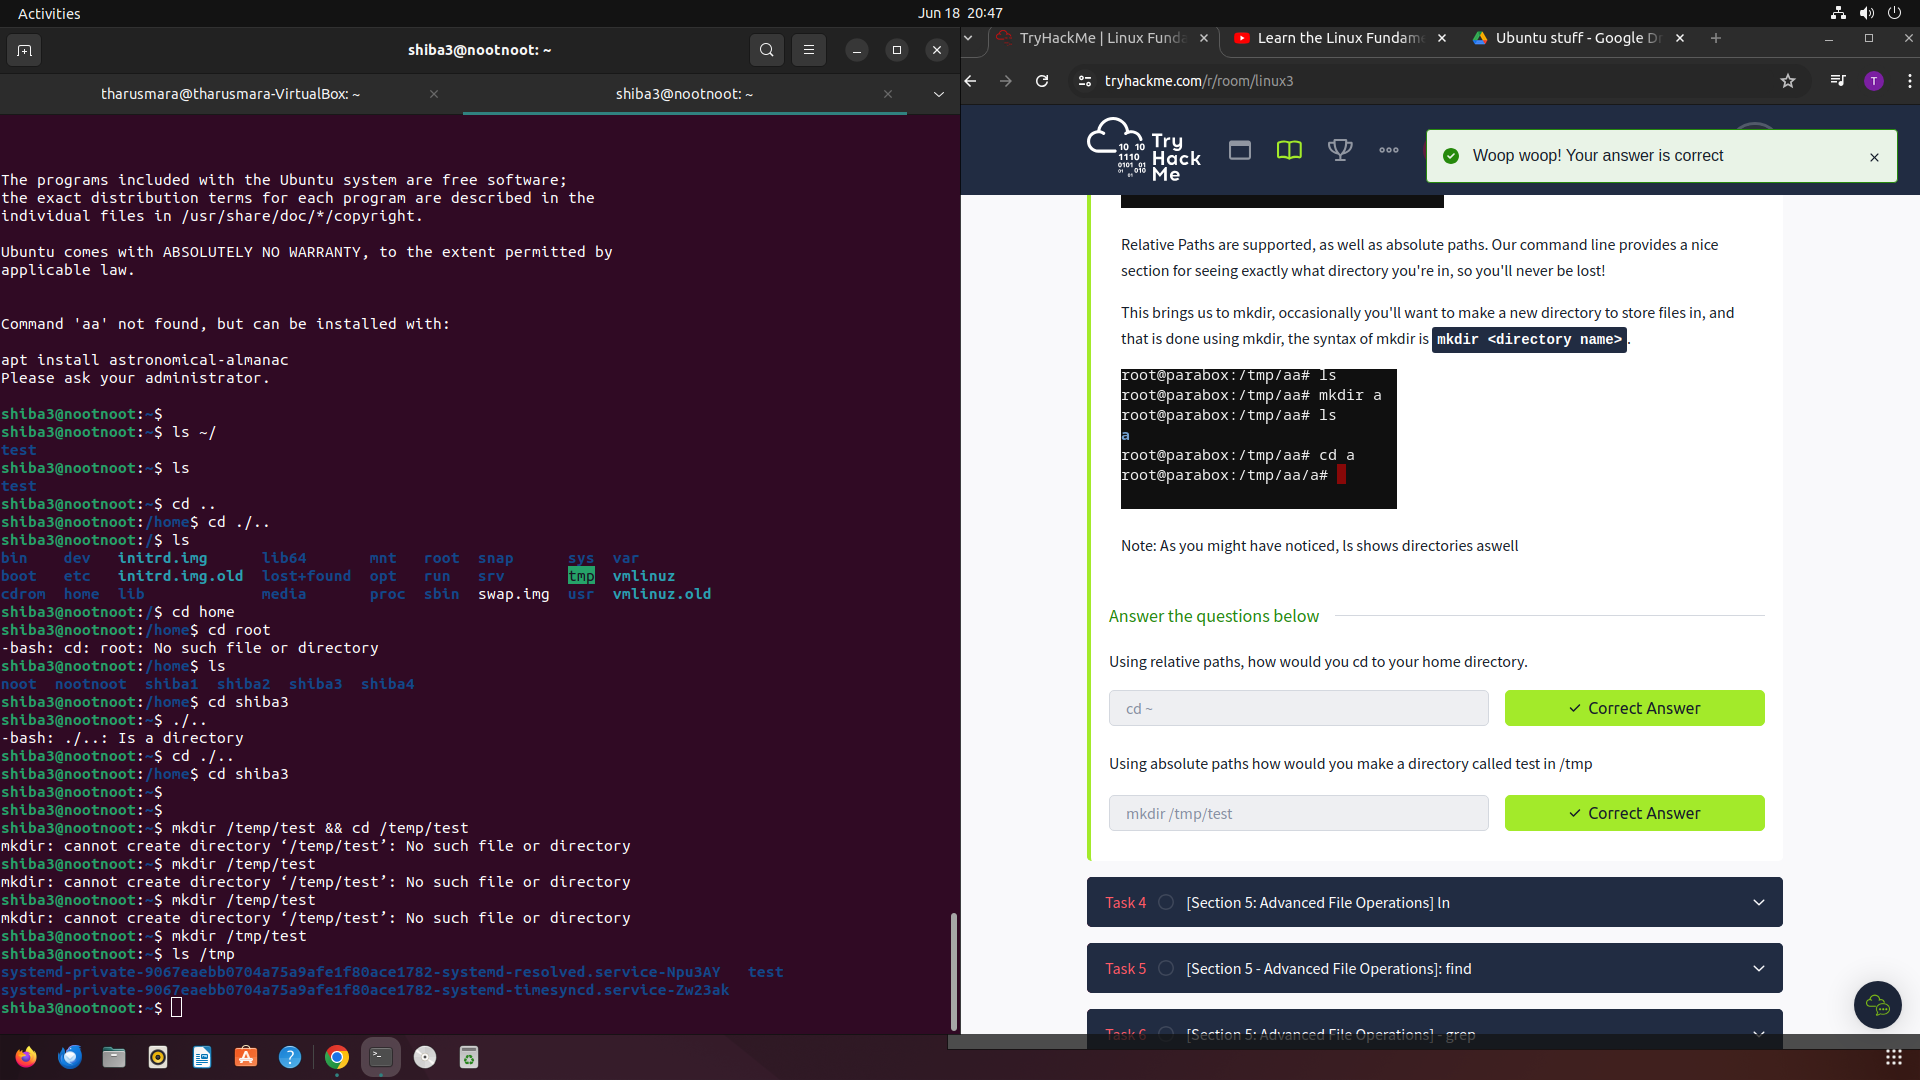 Activities
Jun 18 20:47
shiba3@nootnoot: ~
tharusmara@tharusmara-VirtualBox: ~
shiba3@nootnoot: ~
The programs included with the Ubuntu system are free software;
the exact distribution terms for each program are described in the
individual files in /usr/share/doc/*/copyright.
Ubuntu comes with ABSOLUTELY NO WARRANTY, to the extent permitted by
applicable law.
Command 'aa' not found, but can be installed with:
apt install astronomical-almanac
Please ask your administrator.
shiba3@nootnoot:~$
shiba3@nootnoot:~$ ls ~/
test
shiba3@nootnoot:~$ ls
test
shiba3@nootnoot:~$ cd ..
shiba3@nootnoot:/home$ cd ./..
shiba3@nootnoot:/$ ls
bin dev initrd.img lib64 mnt root snap sys var
boot etc initrd.img.old lost+found opt run srv tmp vmlinuz
cdrom home lib media proc sbin swap.img usr vmlinuz.old
shiba3@nootnoot:/$ cd home
shiba3@nootnoot:/home$ cd root
-bash: cd: root: No such file or directory
shiba3@nootnoot:/home$ ls
noot nootnoot shiba1 shiba2 shiba3 shiba4
shiba3@nootnoot:/home$ cd shiba3
shiba3@nootnoot:~$ ./..
-bash: ./..: Is a directory
shiba3@nootnoot:~$ cd ./..
shiba3@nootnoot:/home$ cd shiba3
shiba3@nootnoot:~$
shiba3@nootnoot:~$
shiba3@nootnoot:~$ mkdir /temp/test && cd /temp/test
mkdir: cannot create directory ‘/temp/test’: No such file or directory
shiba3@nootnoot:~$ mkdir /temp/test
mkdir: cannot create directory ‘/temp/test’: No such file or directory
shiba3@nootnoot:~$ mkdir /temp/test
mkdir: cannot create directory ‘/temp/test’: No such file or directory
shiba3@nootnoot:~$ mkdir /tmp/test
shiba3@nootnoot:~$ ls /tmp
systemd-private-9067eaebb0704a75a9afe1f80ace1782-systemd-resolved.service-Npu3AY test
systemd-private-9067eaebb0704a75a9afe1f80ace1782-systemd-timesyncd.service-Zw23ak
shiba3@nootnoot:~$
TryHackMe | Linux Funda
Learn the Linux Fundam
Ubuntu stuff - Google Dr
tryhackme.com/r/room/linux3
T
Try
Hack
Me
10 10
1110
0101 01
Woop woop! Your answer is correct
Relative Paths are supported, as well as absolute paths. Our command line provides a nice
section for seeing exactly what directory you're in, so you'll never be lost!
This brings us to mkdir, occasionally you'll want to make a new directory to store files in, and
that is done using mkdir, the syntax of mkdir is mkdir <directory name>.
root@parabox:/tmp/aa# ls
root@parabox:/tmp/aa# mkdir a
root@parabox:/tmp/aa# ls
a
root@parabox:/tmp/aa# cd a
root@parabox:/tmp/aa/a#
Note: As you might have noticed, ls shows directories aswell
Answer the questions below
Using relative paths, how would you cd to your home directory.
cd ~
Correct Answer
Using absolute paths how would you make a directory called test in /tmp
mkdir /tmp/test
Correct Answer
Task 4 [Section 5: Advanced File Operations] ln
Task 5 [Section 5 - Advanced File Operations]: find
Task 6 [Section 5: Advanced File Operations] - grep